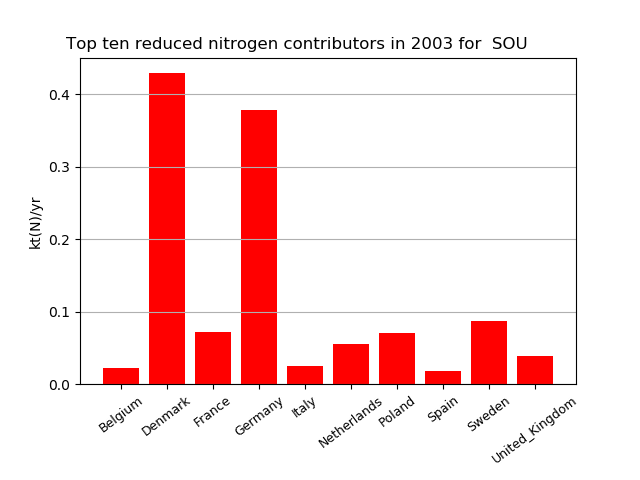 Top ten reduced nitrogen contributors in 2003 for  SOU
kt(N)/yr
0.4
0.3
0.2
0.1
0.0
Belgium
Denmark
France
Germany
Italy
Netherlands
Poland
Spain
Sweden
United_Kingdom